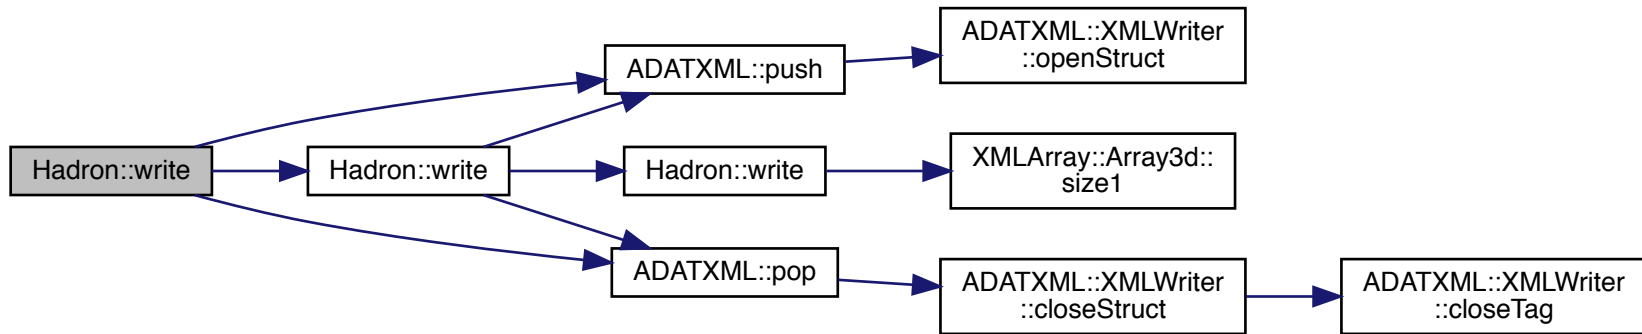 Hadron::write
Hadron::write
ADATXML::push
Hadron::write
ADATXML::pop
ADATXML::XMLWriter
::openStruct
XMLArray::Array3d::
size1
ADATXML::XMLWriter
::closeStruct
ADATXML::XMLWriter
::closeTag